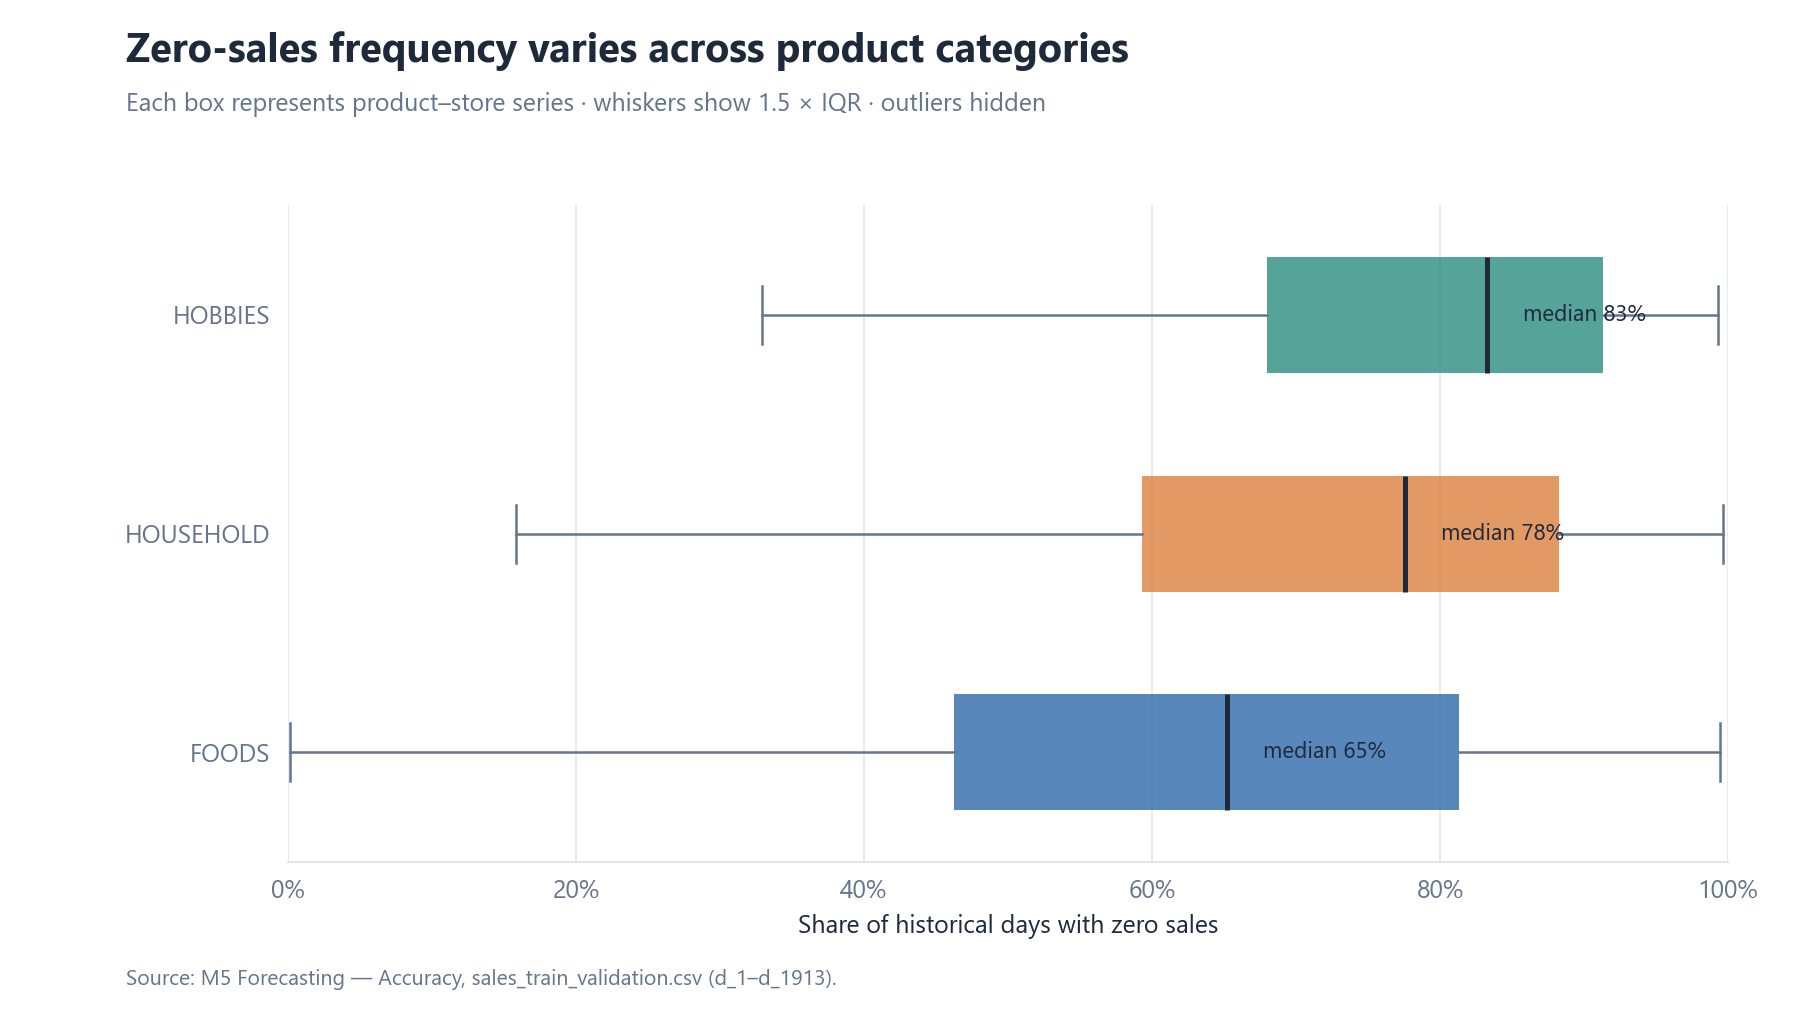 Zero-sales frequency varies across product categories
Each box represents product–store series · whiskers show 1.5 × IQR · outliers hidden
HOBBIES
median 83%
HOUSEHOLD
median 78%
FOODS
median 65%
0% 20% 40% 60% 80% 100%
Share of historical days with zero sales
Source: M5 Forecasting — Accuracy, sales_train_validation.csv (d_1–d_1913).